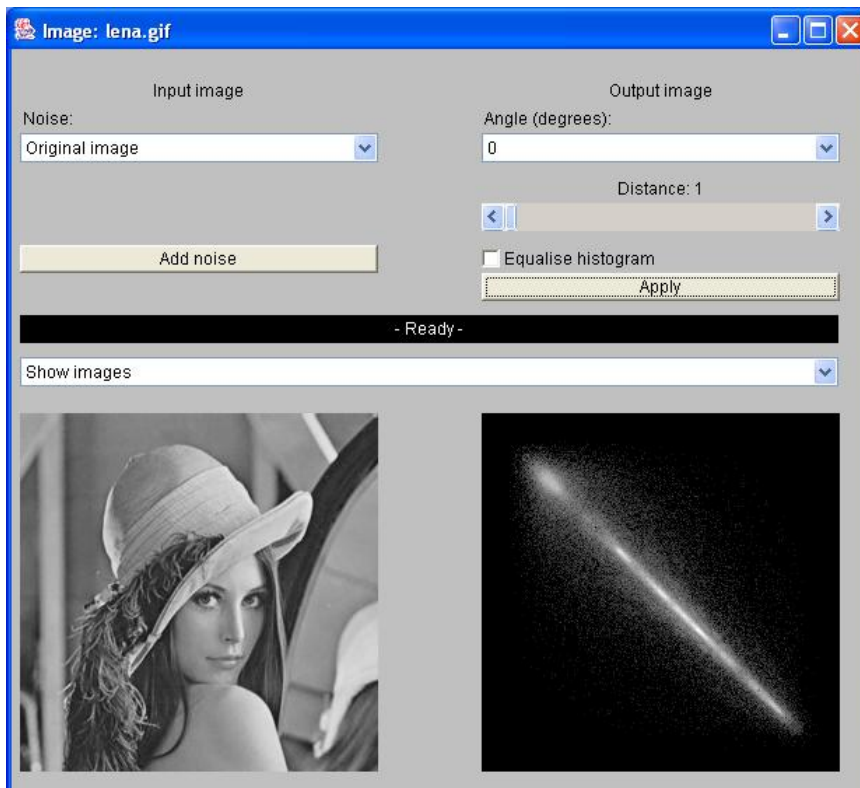 Image: lena.gif
Input image
Output image
Noise:
Angle (degrees):
Original image
0
Distance: 1
Add noise
Equalise histogram
Apply
- Ready -
Show images